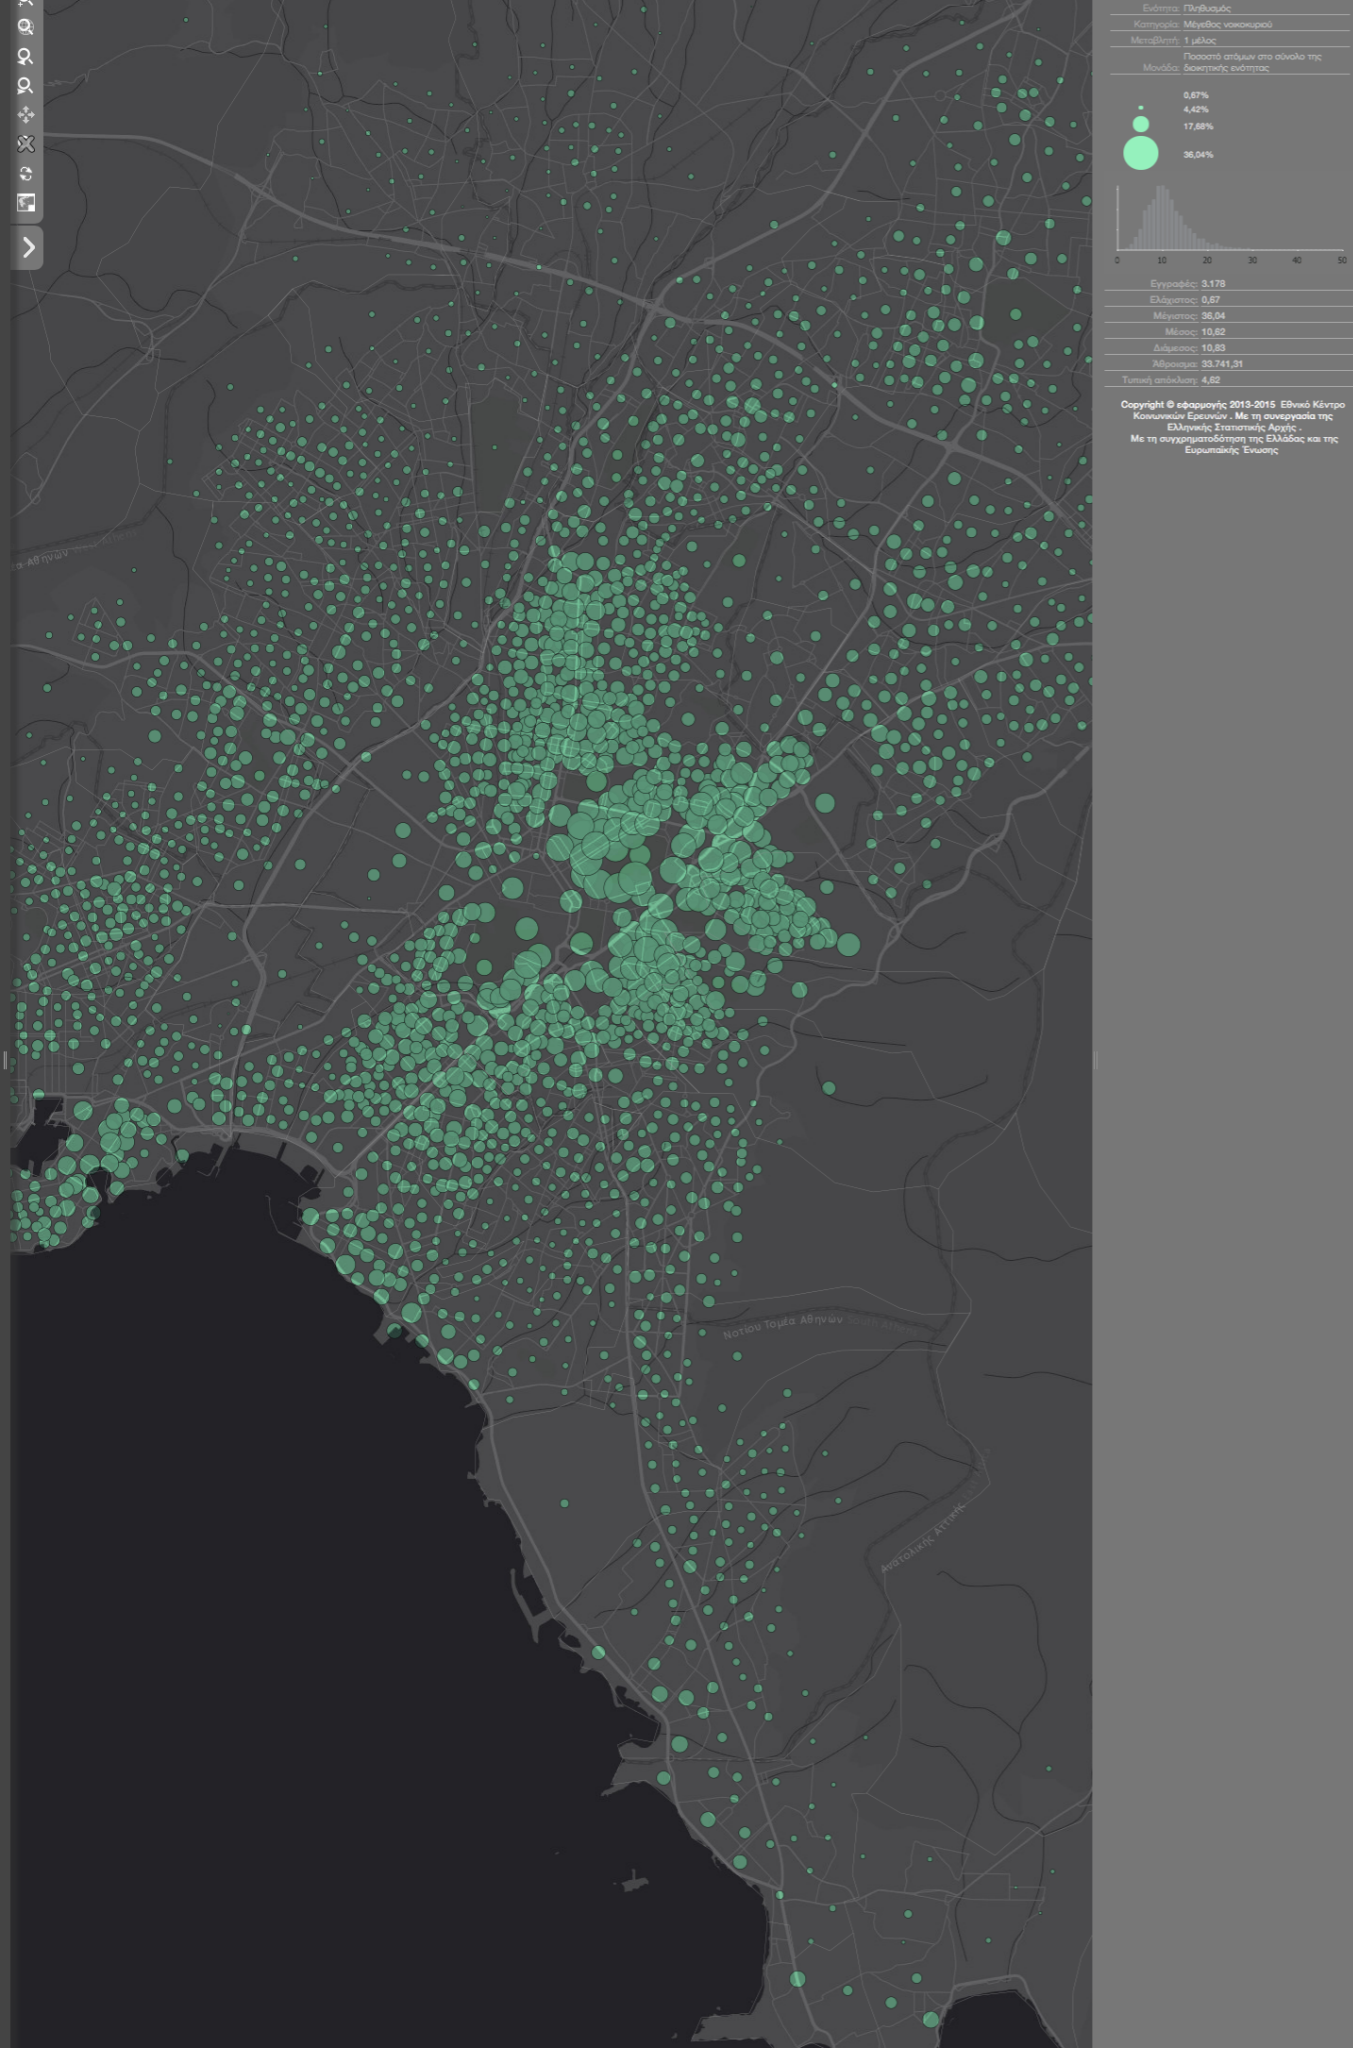 Ενότητα: Πληθυσμός
Κατηγορία: Μέγεθος νοικοκυριού
Μεταβλητή: 1 μέλος
Ποσοστό ατόμων στο σύνολο της
Μονάδα: διοικητικής ενότητας
0,67%
4,42%
17,68%
36,04%
0 10 20 30 40 50
Εγγραφές: 3.178
Ελάχιστος: 0,67
Μέγιστος: 36,04
Μέσος: 10,62
Διάμεσος: 10,83
Άθροισμα: 33.741,31
Τυπική απόκλιση: 4,62
Copyright © εφαρμογής 2013-2015 Εθνικό Κέντρο
Κοινωνικών Ερευνών . Με τη συνεργασία της
Ελληνικής Στατιστικής Αρχής .
Με τη συγχρηματοδότηση της Ελλάδας και της
Ευρωπαϊκής Ένωσης
Αθηνών
Νοτίου Τομέα Αθηνών South Athens
Ανατολικής Αττικής